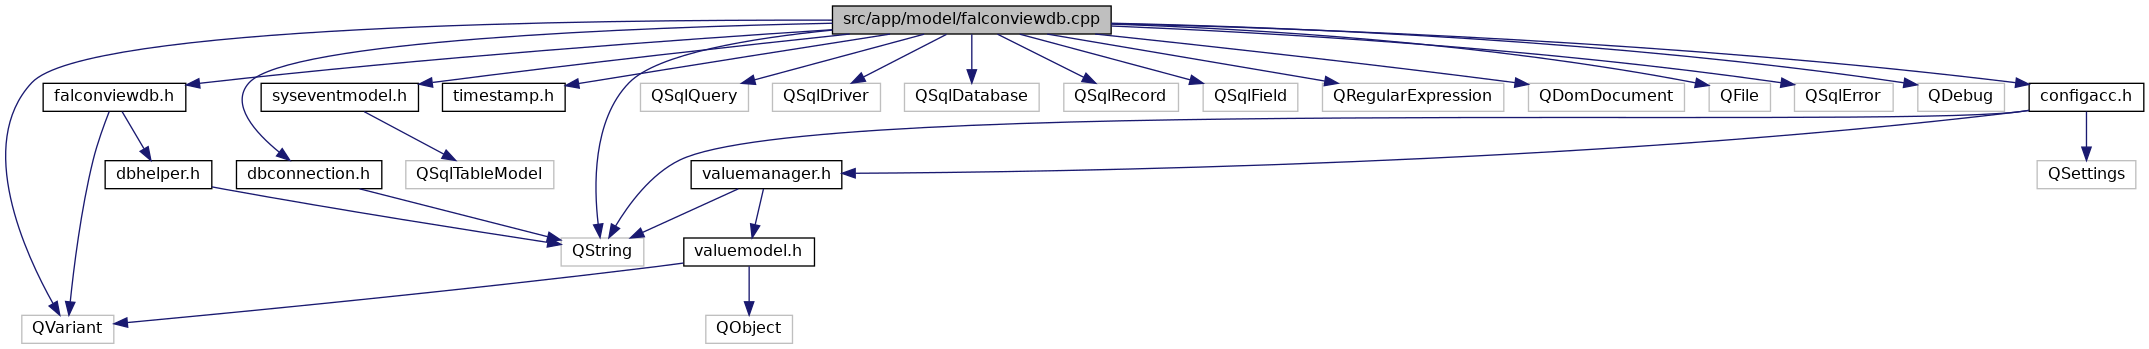 src/app/model/falconviewdb.cpp
falconviewdb.h
syseventmodel.h
timestamp.h
QSqlQuery
QSqlDriver
QSqlDatabase
QSqlRecord
QSqlField
QRegularExpression
QDomDocument
QFile
QSqlError
QDebug
configacc.h
dbhelper.h
dbconnection.h
QSqlTableModel
valuemanager.h
QSettings
QString
valuemodel.h
QVariant
QObject